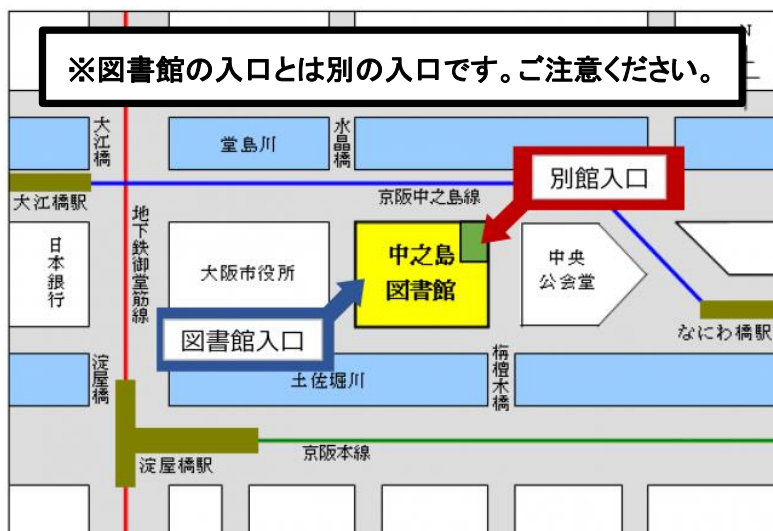 ※図書館の入口とは別の入口です。ご注意ください。
N
大江橋
堂島川
水晶橋
別館入口
大江橋駅
京阪中之島線
地下鉄御堂筋線
日本銀行
大阪市役所
中之島
図書館
中央
公会堂
図書館入口
なにわ橋駅
淀屋橋
土佐堀川
栴檀木橋
京阪本線
淀屋橋駅